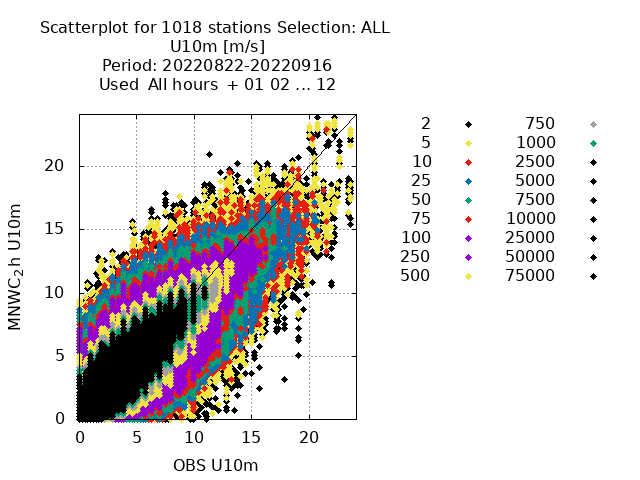 Scatterplot for 1018 stations Selection: ALL
U10m [m/s]
Period: 20220822-20220916
Used All hours + 01 02 ... 12
2 750
5 1000
10 2500
25 5000
50 7500
75 10000
100 25000
250 50000
500 75000
20
15
10
5
0
MNWC2h U10m
0 5 10 15 20
OBS U10m